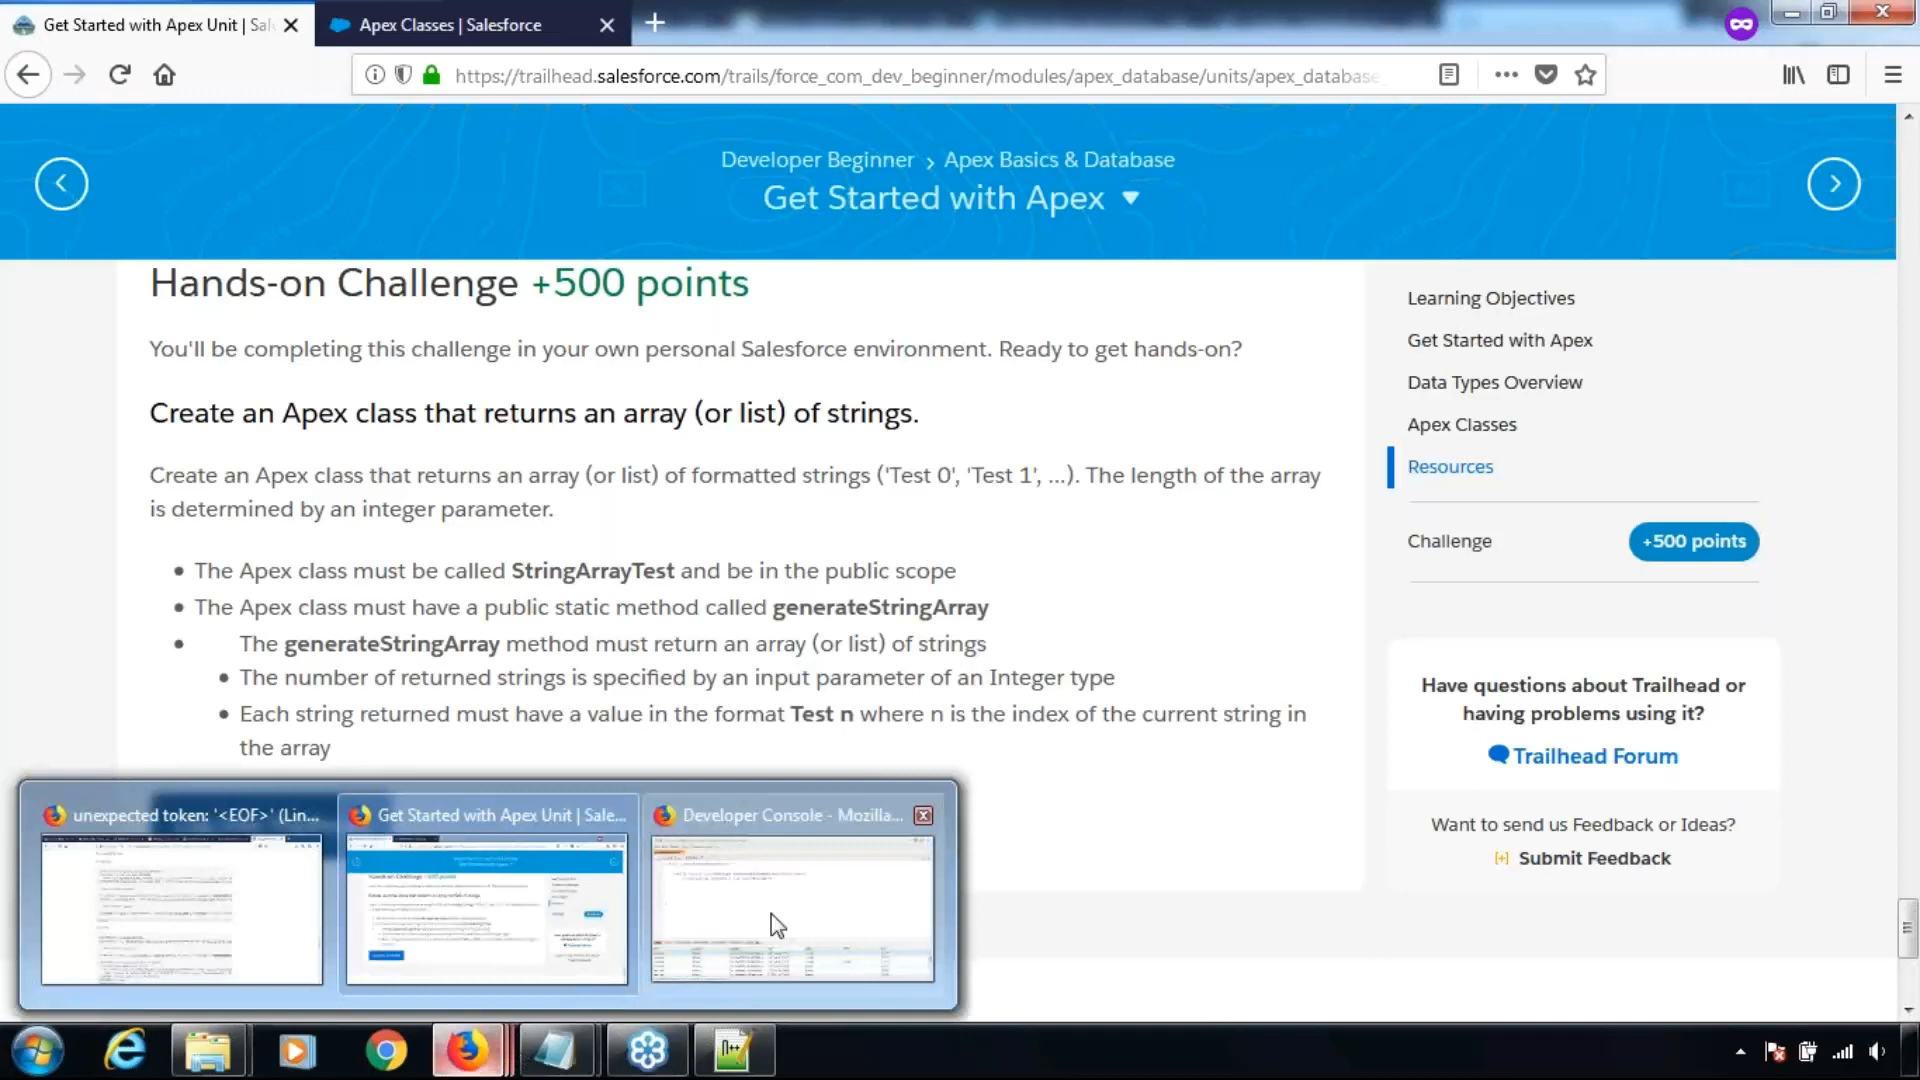 Get Started with Apex Unit | Sal
Apex Classes | Salesforce
https://trailhead.salesforce.com/trails/force_com_dev_beginner/modules/apex_database/units/apex_database
Developer Beginner > Apex Basics & Database
Get Started with Apex
Hands-on Challenge +500 points
You'll be completing this challenge in your own personal Salesforce environment. Ready to get hands-on?
Create an Apex class that returns an array (or list) of strings.
Create an Apex class that returns an array (or list) of formatted strings ('Test 0', 'Test 1', ...). The length of the array
is determined by an integer parameter.
• The Apex class must be called StringArrayTest and be in the public scope
• The Apex class must have a public static method called generateStringArray
• The generateStringArray method must return an array (or list) of strings
• The number of returned strings is specified by an input parameter of an Integer type
• Each string returned must have a value in the format Test n where n is the index of the current string in
the array
Learning Objectives
Get Started with Apex
Data Types Overview
Apex Classes
Resources
Challenge
+500 points
Have questions about Trailhead or
having problems using it?
Trailhead Forum
Want to send us Feedback or Ideas?
[+] Submit Feedback
unexpected token: '<EOF>' (Lin...
Get Started with Apex Unit | Sale...
Developer Console - Mozilla...